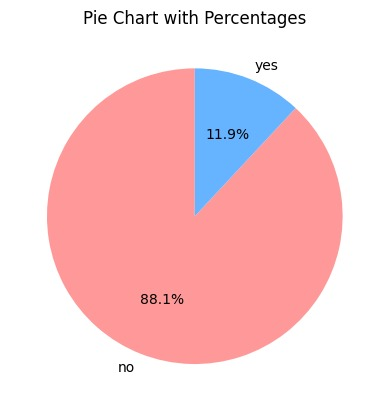 Pie Chart with Percentages
yes
11.9%
88.1%
no